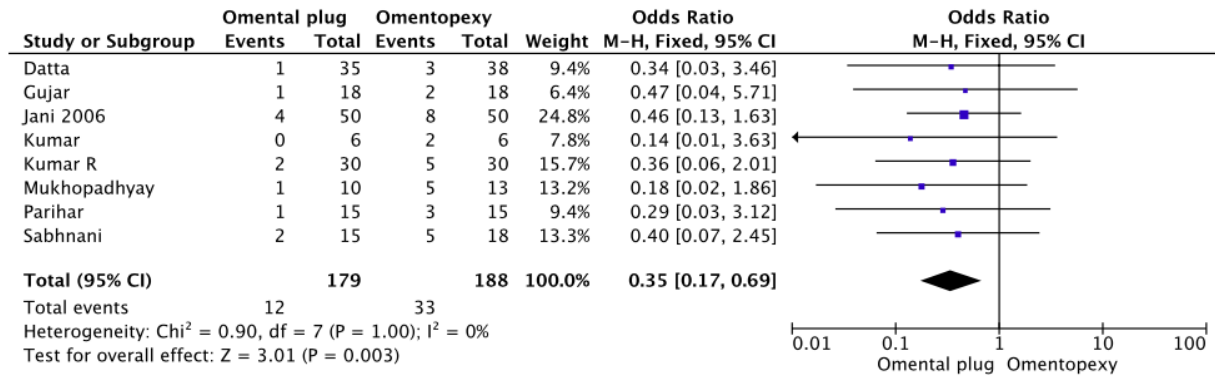 Omental plug Omentopexy Odds Ratio Odds Ratio
Study or Subgroup Events Total Events Total Weight M-H, Fixed, 95% CI M-H, Fixed, 95% CI
Datta 1 35 3 38 9.4% 0.34 [0.03, 3.46]
Gujar 1 18 2 18 6.4% 0.47 [0.04, 5.71]
Jani 2006 4 50 8 50 24.8% 0.46 [0.13, 1.63]
Kumar 0 6 2 6 7.8% 0.14 [0.01, 3.63]
Kumar R 2 30 5 30 15.7% 0.36 [0.06, 2.01]
Mukhopadhyay 1 10 5 13 13.2% 0.18 [0.02, 1.86]
Parihar 1 15 3 15 9.4% 0.29 [0.03, 3.12]
Sabhnani 2 15 5 18 13.3% 0.40 [0.07, 2.45]
Total (95% CI) 179 188 100.0% 0.35 [0.17, 0.69]
Total events 12 33
Heterogeneity: Chi² = 0.90, df = 7 (P = 1.00); I² = 0%
Test for overall effect: Z = 3.01 (P = 0.003)
0.01 0.1 1 10 100
Omental plug Omentopexy